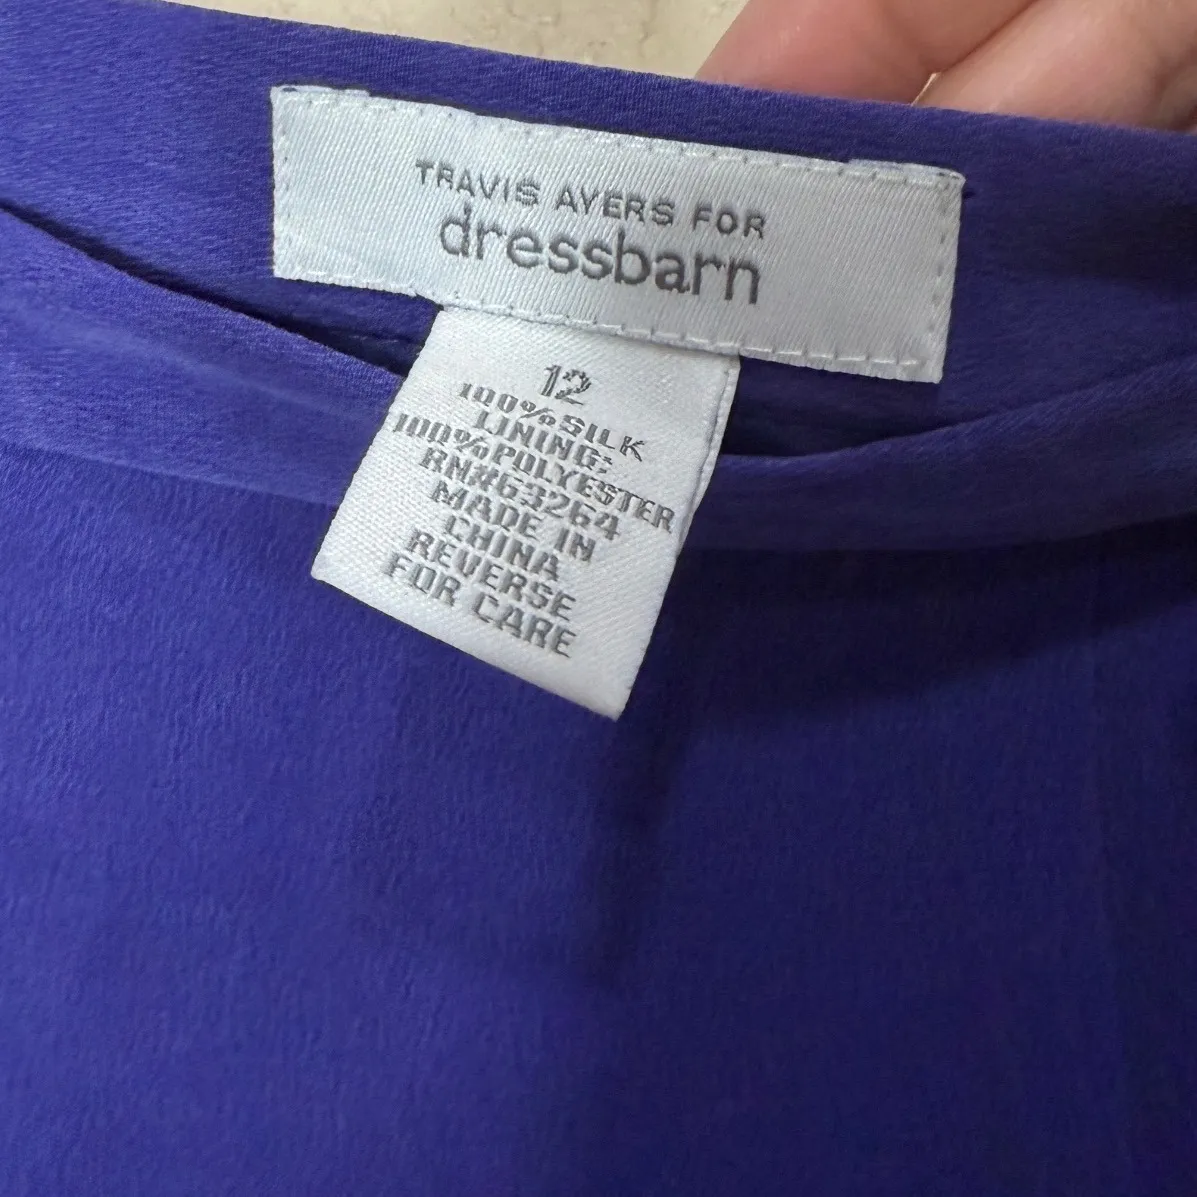 TRAVIS AYERS FOR
dressbarn
12
100%SILK
LINING:
100%POLYESTER
RN#63264
MADE IN
CHINA
REVERSE
FOR CARE